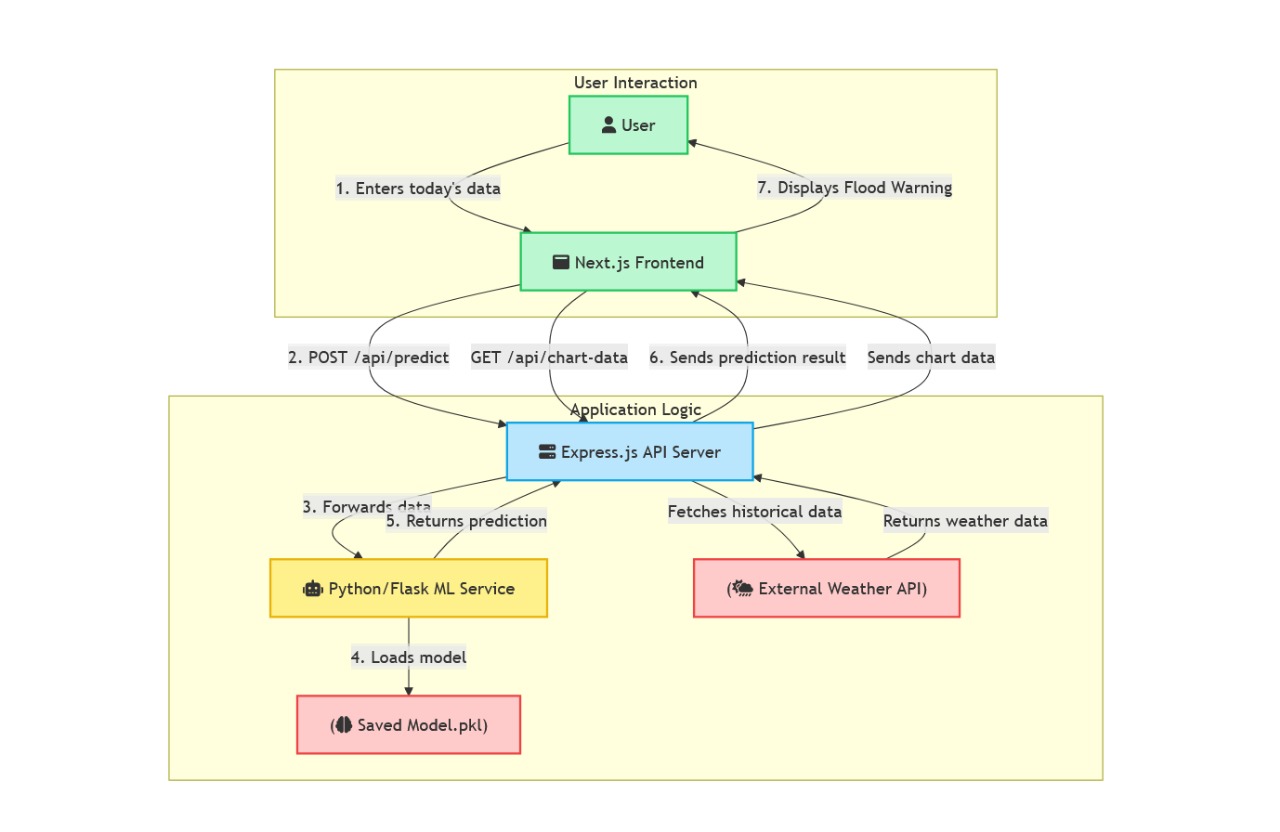 User Interaction
User
1. Enters today's data
7. Displays Flood Warning
Next.js Frontend
2. POST /api/predict
GET /api/chart-data
6. Sends prediction result
Sends chart data
Application Logic
Express.js API Server
3. Forwards data
5. Returns prediction
Fetches historical data
Returns weather data
Python/Flask ML Service
( External Weather API)
4. Loads model
( Saved Model.pkl)